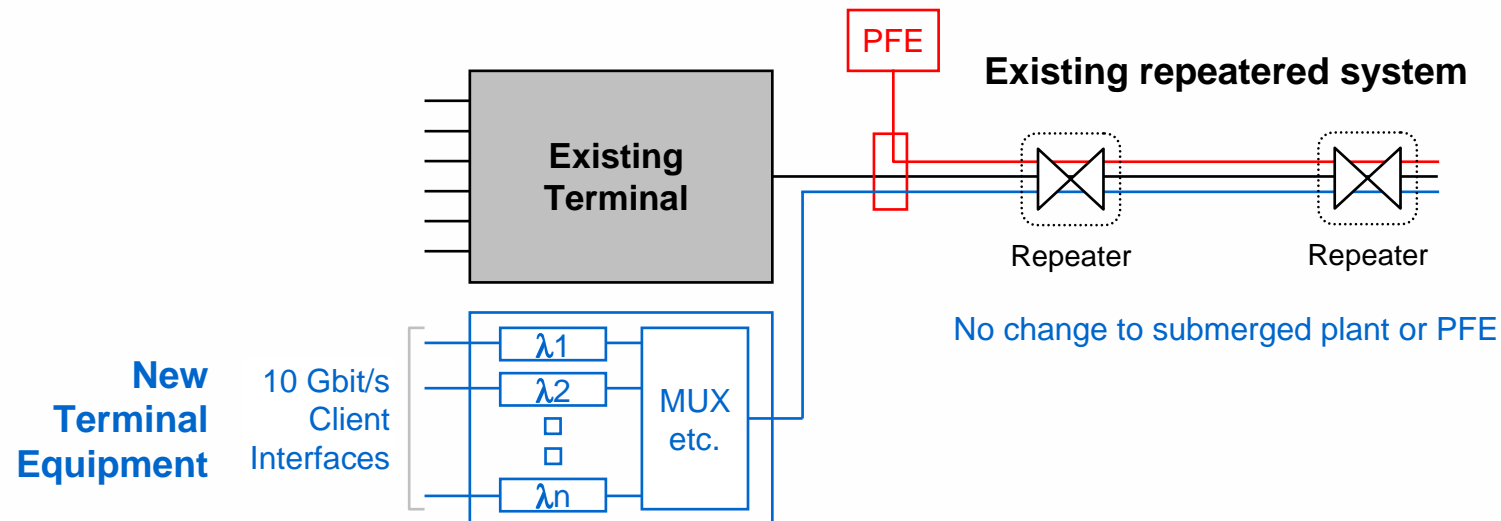 PFE
Existing repeatered system
Existing
Terminal
Repeater
Repeater
No change to submerged plant or PFE
New
Terminal
Equipment
10 Gbit/s
Client
Interfaces
λ1
λ2
λn
MUX
etc.